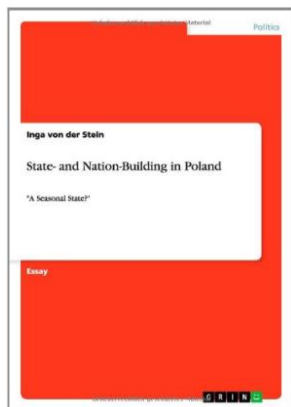 Politics
Inga von der Stein
State- and Nation-Building in Poland
"A Seasonal State?"
Essay
GRIN